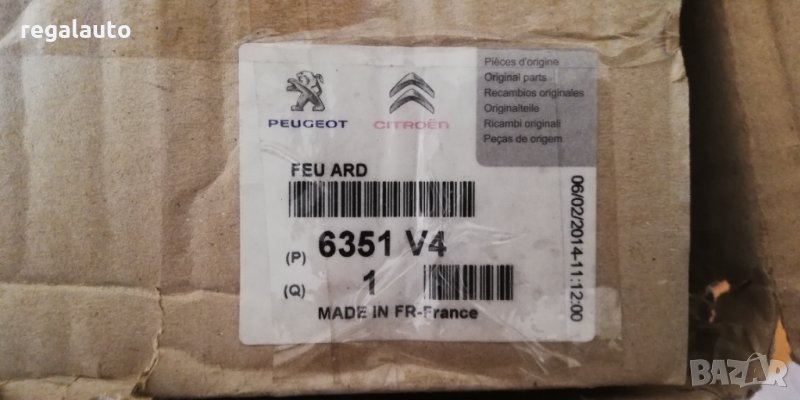 regalauto
PEUGEOT
CITROËN
Pièces d'origine
Original parts
Recambios originales
Originalteile
Ricambi originali
Peças de origem
FEU ARD
(P) 6351 V4
(Q) 1
MADE IN FR-France
06/02/2014-11:12:00
BAZAR